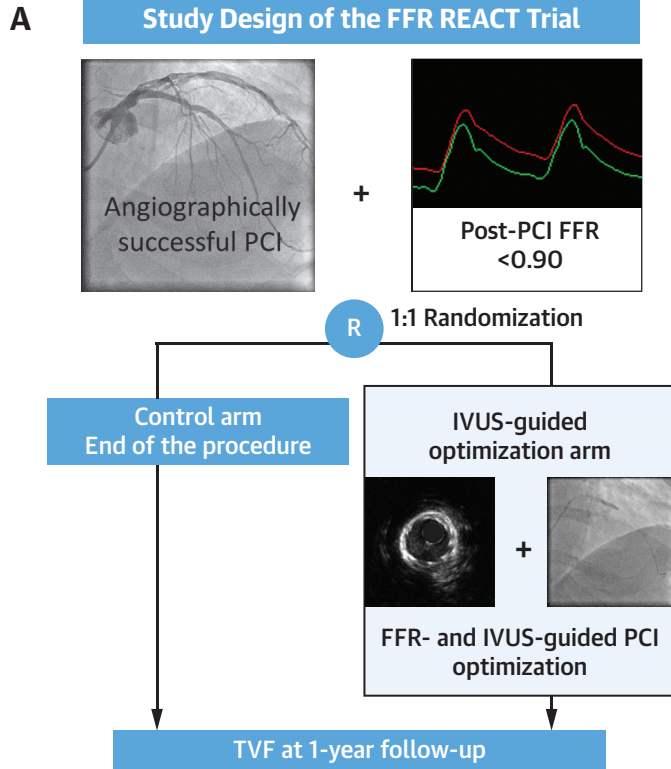 A
Study Design of the FFR REACT Trial
Angiographically
successful PCI
+
Post-PCI FFR
<0.90
R
1:1 Randomization
Control arm
End of the procedure
IVUS-guided
optimization arm
+
FFR- and IVUS-guided PCI
optimization
TVF at 1-year follow-up